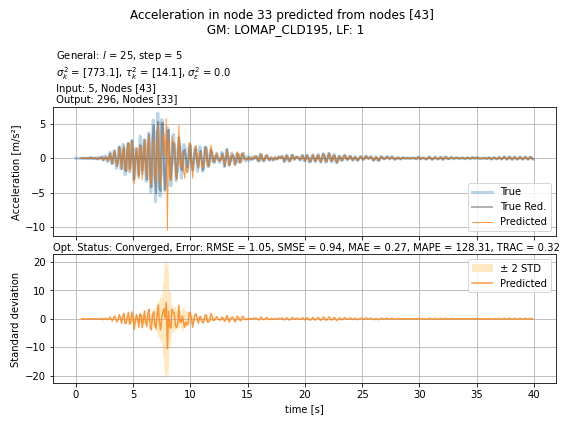 Acceleration in node 33 predicted from nodes [43]
GM: LOMAP_CLD195, LF: 1
General: l = 25, step = 5
σ²ₖ = [773.1], τ²ₖ = [14.1], σ²ε = 0.0
Input: 5, Nodes [43]
Output: 296, Nodes [33]
Acceleration [m/s²]
5
0
−5
−10
True
True Red.
Predicted
Opt. Status: Converged, Error: RMSE = 1.05, SMSE = 0.94, MAE = 0.27, MAPE = 128.31, TRAC = 0.32
Standard deviation
20
10
0
−10
−20
± 2 STD
Predicted
0 5 10 15 20 25 30 35 40
time [s]